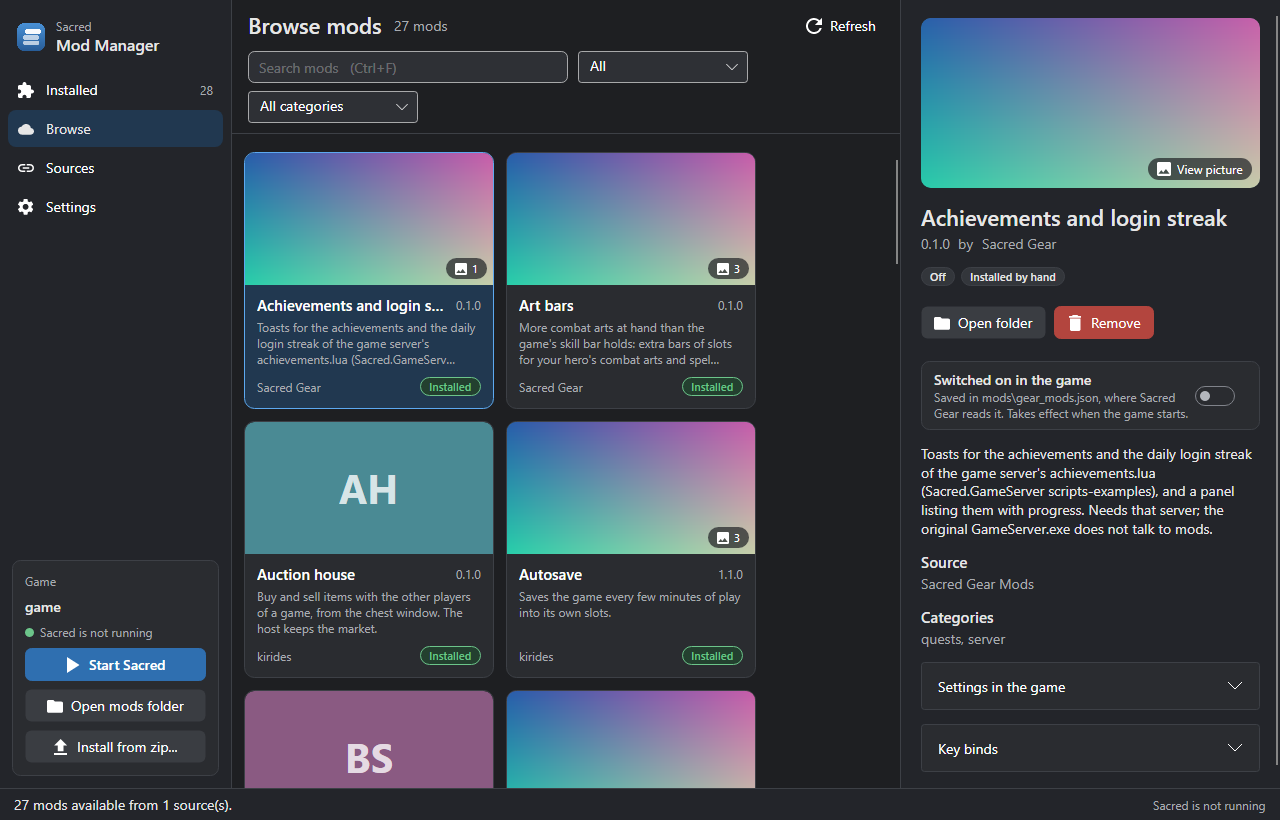 Sacred
Mod Manager
Installed 28
Browse
Sources
Settings
Game
game
Sacred is not running
Start Sacred
Open mods folder
Install from zip...
Browse mods 27 mods
Refresh
Search mods (Ctrl+F)
All
All categories
1
Achievements and login s... 0.1.0
Toasts for the achievements and the daily
login streak of the game server's
achievements.lua (Sacred.GameServ...
Sacred Gear Installed
3
Art bars 0.1.0
More combat arts at hand than the
game's skill bar holds: extra bars of slots
for your hero's combat arts and spel...
Sacred Gear Installed
AH
Auction house 0.1.0
Buy and sell items with the other players
of a game, from the chest window. The
host keeps the market.
kirides Installed
3
Autosave 1.1.0
Saves the game every few minutes of play
into its own slots.
kirides Installed
BS
View picture
Achievements and login streak
0.1.0 by Sacred Gear
Off Installed by hand
Open folder Remove
Switched on in the game
Saved in mods\gear_mods.json, where Sacred
Gear reads it. Takes effect when the game starts.
Toasts for the achievements and the daily login streak
of the game server's achievements.lua
(Sacred.GameServer scripts-examples), and a panel
listing them with progress. Needs that server; the
original GameServer.exe does not talk to mods.
Source
Sacred Gear Mods
Categories
quests, server
Settings in the game
Key binds
27 mods available from 1 source(s).
Sacred is not running